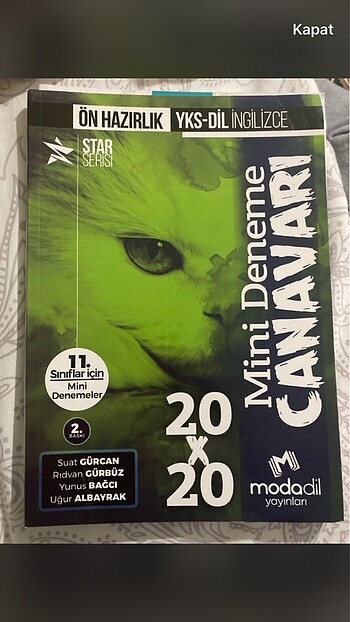 Kapat
ÖN HAZIRLIK YKS-DİL İNGİLİZCE
STAR
SERİSİ
Mini Deneme
CANAVARI
11.
Sınıflar için
Mini
Denemeler
20
x
20
2.
BASKI
Suat GÜRCAN
Rıdvan GÜRBÜZ
Yunus BAĞCI
Uğur ALBAYRAK
modadil
yayınları